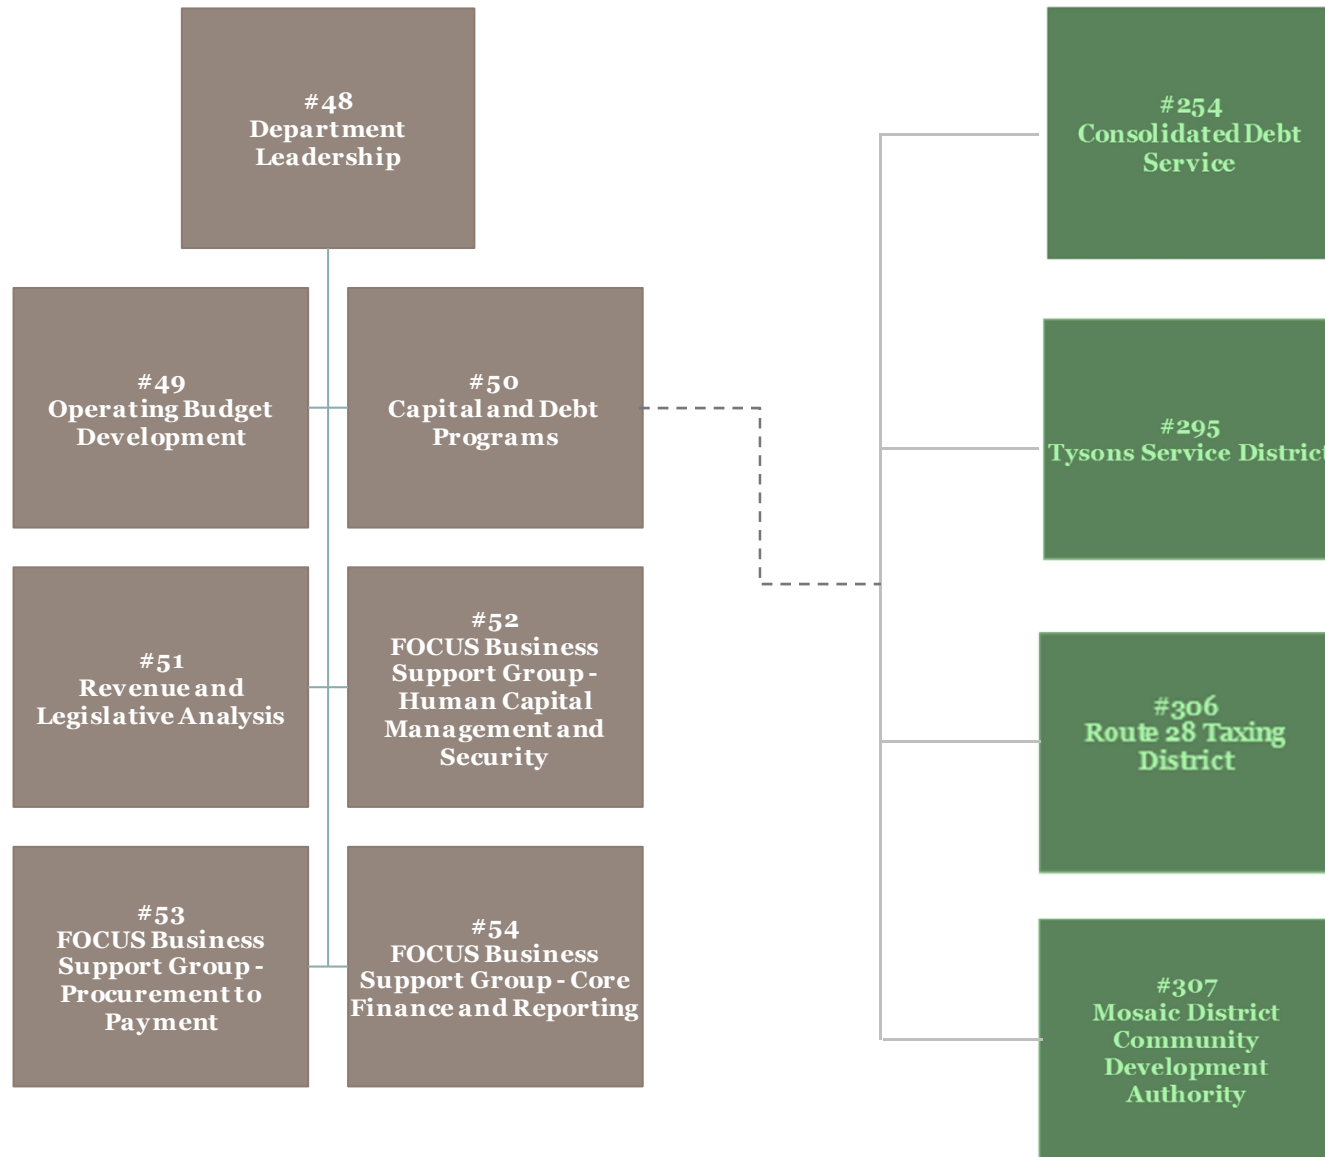 #48
Department
Leadership
#49
Operating Budget
Development
#50
Capital and Debt
Programs
#51
Revenue and
Legislative Analysis
#52
FOCUS Business
Support Group -
Human Capital
Management and
Security
#53
FOCUS Business
Support Group -
Procurement to
Payment
#54
FOCUS Business
Support Group - Core
Finance and Reporting
#254
Consolidated Debt
Service
#295
Tysons Service District
#306
Route 28 Taxing
District
#307
Mosaic District
Community
Development
Authority